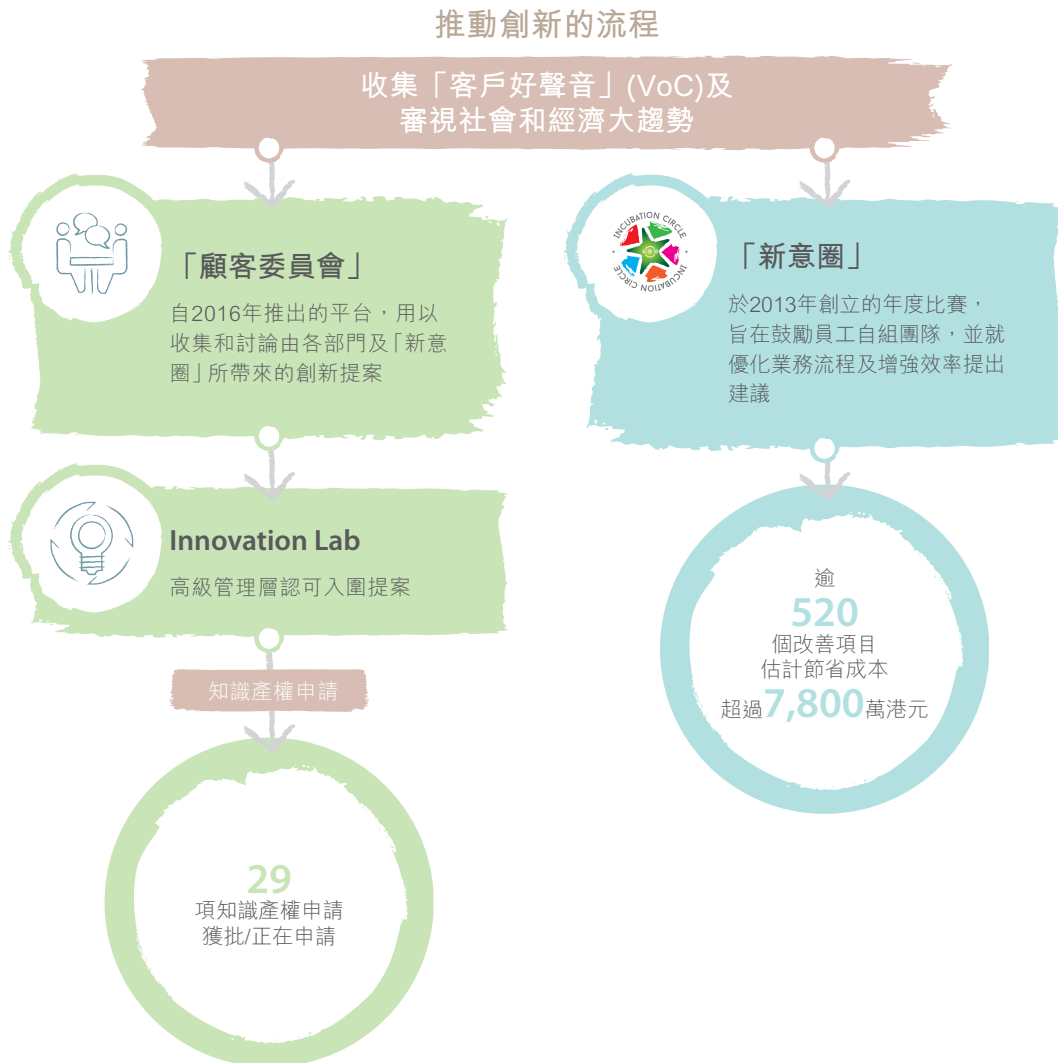 推動創新的流程
收集「客戶好聲音」(VoC)及
審視社會和經濟大趨勢
「顧客委員會」
自2016年推出的平台，用以
收集和討論由各部門及「新意
圈」所帶來的創新提案
INCUBATION CIRCLE • INCUBATION CIRCLE •
「新意圈」
於2013年創立的年度比賽，
旨在鼓勵員工自組團隊，並就
優化業務流程及增強效率提出
建議
Innovation Lab
高級管理層認可入圍提案
知識產權申請
29
項知識產權申請
獲批/正在申請
逾
520
個改善項目
估計節省成本
超過7,800萬港元